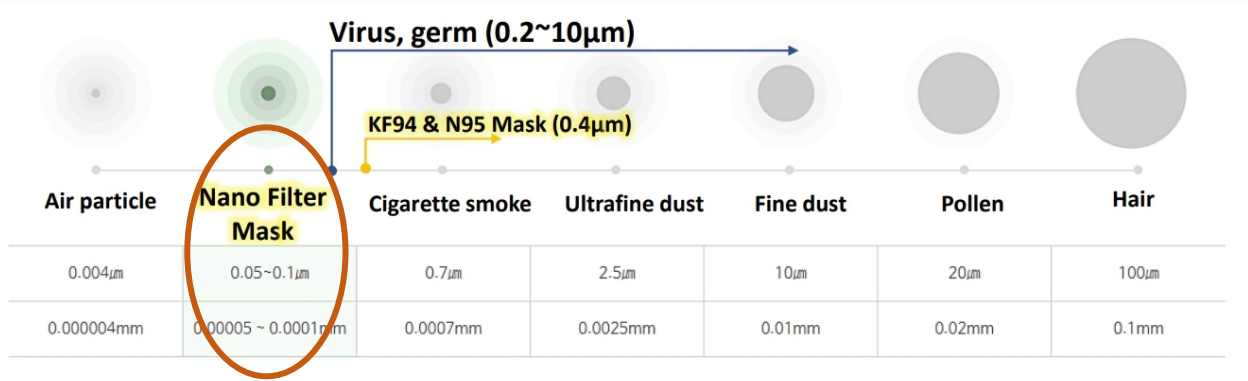 Virus, germ (0.2~10μm)
KF94 & N95 Mask (0.4μm)
Air particle
Nano Filter
Mask
Cigarette smoke
Ultrafine dust
Fine dust
Pollen
Hair
0.004㎛
0.05~0.1㎛
0.7㎛
2.5㎛
10㎛
20㎛
100㎛
0.000004mm
0.00005 ~ 0.0001mm
0.0007mm
0.0025mm
0.01mm
0.02mm
0.1mm